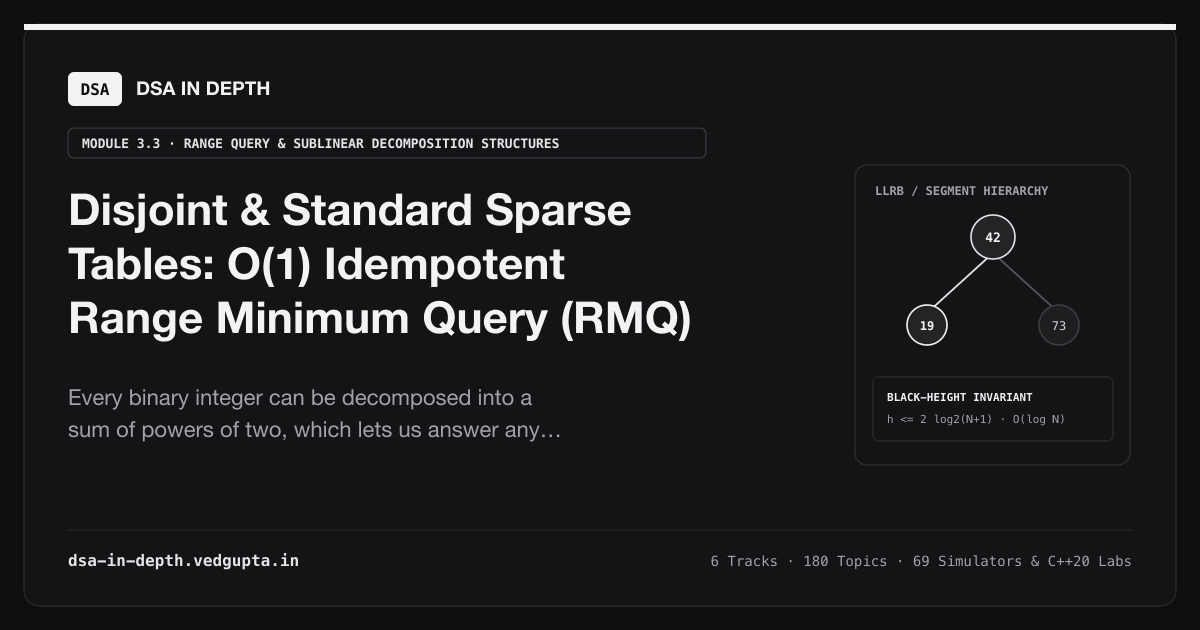 DSA
DSA IN DEPTH
MODULE 3.3 · RANGE QUERY & SUBLINEAR DECOMPOSITION STRUCTURES
Disjoint & Standard Sparse
Tables: O(1) Idempotent
Range Minimum Query (RMQ)
Every binary integer can be decomposed into a
sum of powers of two, which lets us answer any…
LLRB / SEGMENT HIERARCHY
42
19
73
BLACK-HEIGHT INVARIANT
h <= 2 log2(N+1) · O(log N)
dsa-in-depth.vedgupta.in
6 Tracks · 180 Topics · 69 Simulators & C++20 Labs